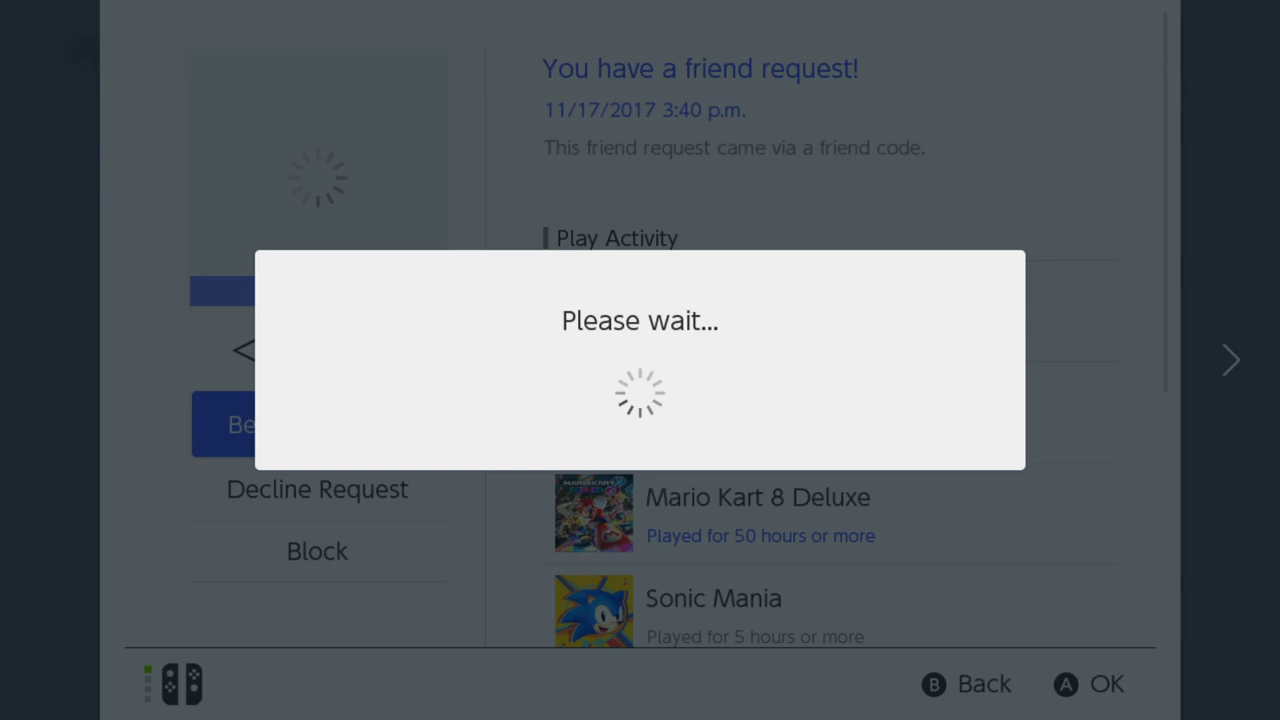 You have a friend request!
11/17/2017 3:40 p.m.
This friend request came via a friend code.
Play Activity
Please wait...
Be
Decline Request
Block
MARIOKART 8
Mario Kart 8 Deluxe
Played for 50 hours or more
Sonic Mania
Played for 5 hours or more
B Back
A OK